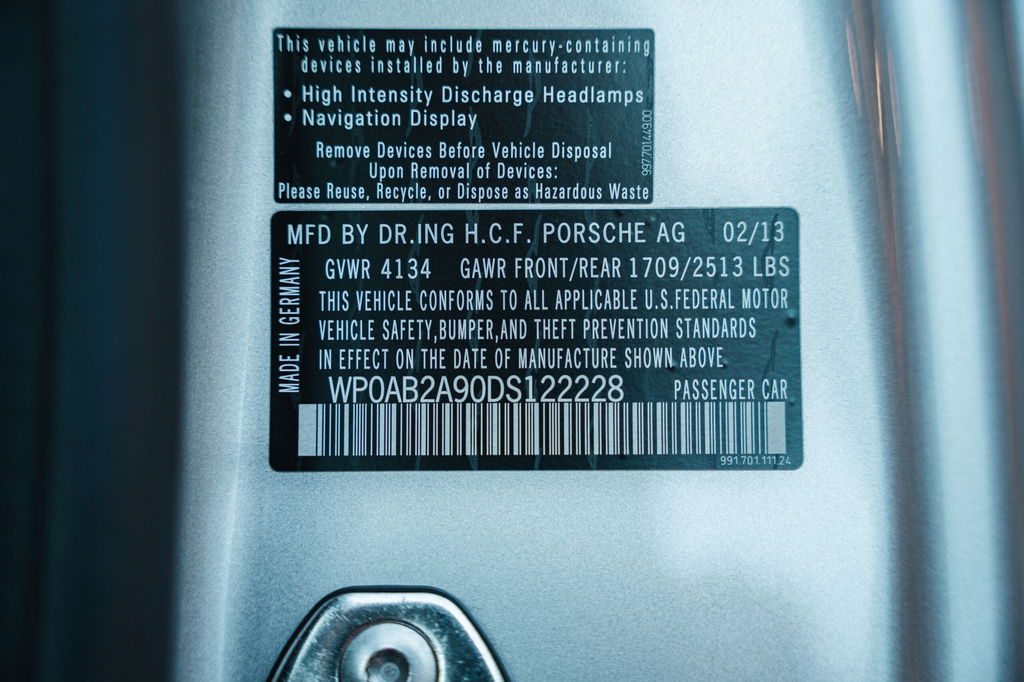 This vehicle may include mercury-containing
devices installed by the manufacturer:
• High Intensity Discharge Headlamps
• Navigation Display
Remove Devices Before Vehicle Disposal
Upon Removal of Devices:
Please Reuse, Recycle, or Dispose as Hazardous Waste
997.701.449.00
MFD BY DR.ING H.C.F. PORSCHE AG 02/13
GVWR 4134 GAWR FRONT/REAR 1709/2513 LBS
THIS VEHICLE CONFORMS TO ALL APPLICABLE U.S.FEDERAL MOTOR
VEHICLE SAFETY,BUMPER,AND THEFT PREVENTION STANDARDS
IN EFFECT ON THE DATE OF MANUFACTURE SHOWN ABOVE.
MADE IN GERMANY
WP0AB2A90DS122228 PASSENGER CAR
991.701.111.24